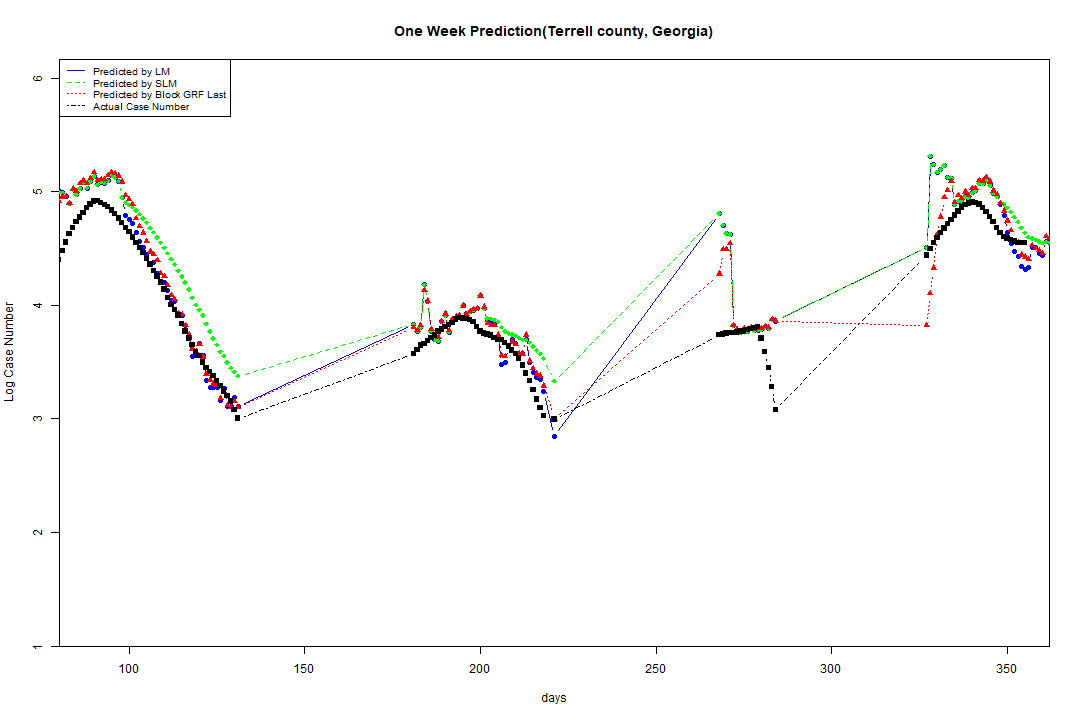 One Week Prediction(Terrell county, Georgia)
Predicted by LM
Predicted by SLM
Predicted by Block GRF Last
Actual Case Number
Log Case Number
6
5
4
3
2
1
100 150 200 250 300 350
days